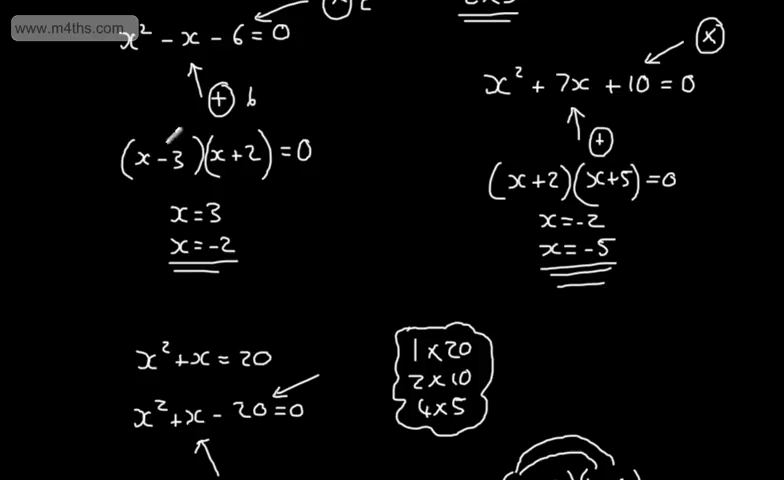 www.m4ths.com
x² - x - 6 = 0
+ 6
(x - 3)(x + 2) = 0
x = 3
x = -2
×
x² + 7x + 10 = 0
+
(x + 2)(x + 5) = 0
x = -2
x = -5
x² + x = 20
x² + x - 20 = 0
1 × 20
2 × 10
4 × 5